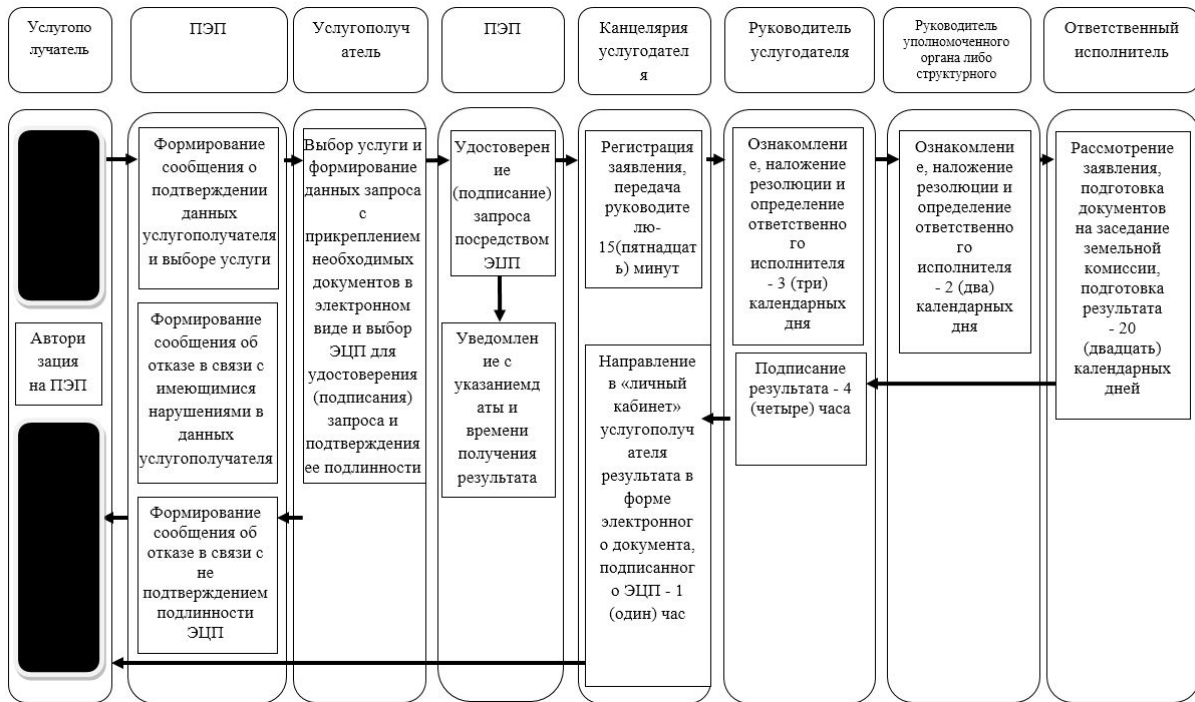 Услугопо
лучатель
ПЭП
Услугополуч
атель
ПЭП
Канцелярия
услугодател
я
Руководитель
услугодателя
Руководитель
уполномоченного
органа либо
структурного
Ответственный
исполнитель
Автори
зация
на ПЭП
Формирование
сообщения о
подтверждении
данных
услугополучателя
и выборе услуги
Формирование
сообщения об
отказе в связи с
имеющимися
нарушениями в
данных
услугополучателя
Формирование
сообщения об
отказе в связи с
не
подтверждением
подлинности
ЭЦП
Выбор услуги и
формирование
данных запроса
с
прикреплением
необходимых
документов в
электронном
виде и выбор
ЭЦП для
удостоверения
(подписания)
запроса и
подтверждения
ее подлинности
Удостоверен
ие
(подписание)
запроса
посредством
ЭЦП
Уведомлен
ие с
указаниемд
аты и
времени
получения
результата
Регистрация
заявления,
передача
руководите
лю-
15(пятнадцат
ь) минут
Направление
в «личный
кабинет»
услугополуч
ателя
результата в
форме
электронног
о документа,
подписанног
о ЭЦП - 1
(один) час
Ознакомлен
ие, наложение
резолюции и
определение
ответственно
го
исполнителя
- 3 (три)
календарных
дня
Подписание
результата - 4
(четыре) часа
Ознакомлен
ие, наложение
резолюции и
определение
ответственно
го
исполнителя
- 2 (два)
календарных
дня
Рассмотрение
заявления,
подготовка
документов
на заседание
земельной
комиссии,
подготовка
результата
- 20
(двадцать)
календарных
дней